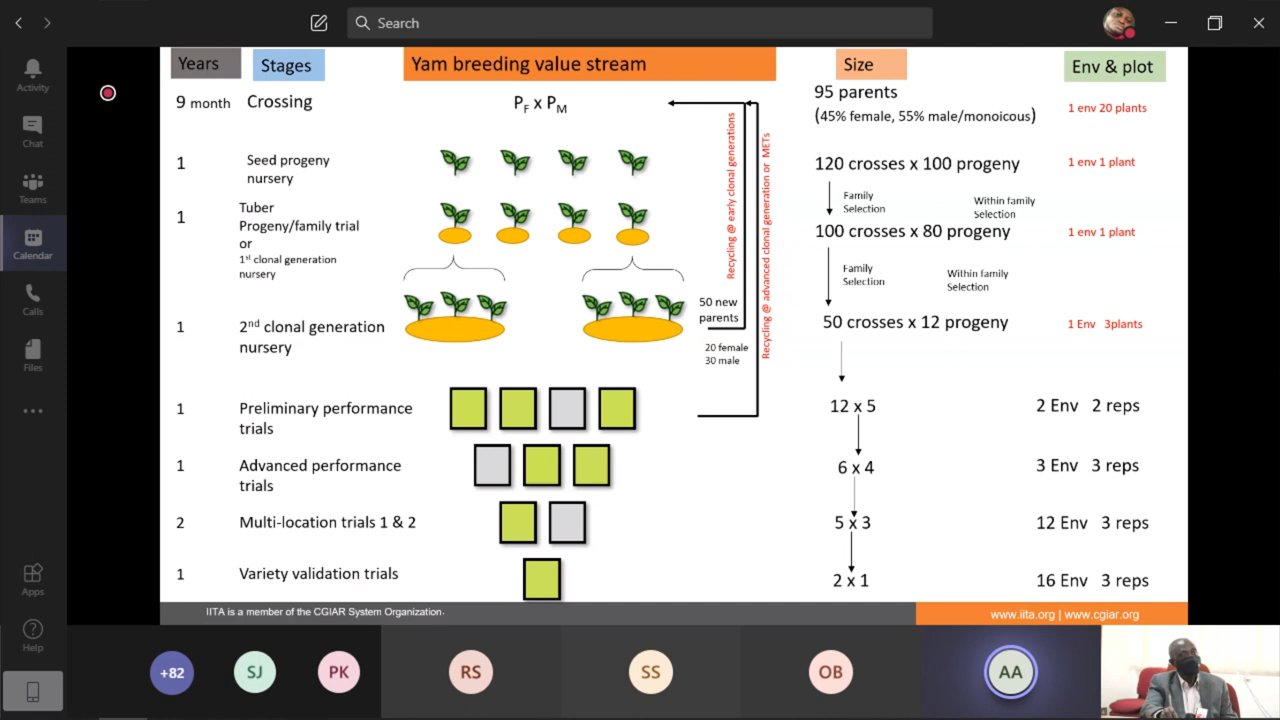 Search
Activity
Chat
Teams
Calendar
Calls
Files
Apps
Help
Years
Stages
Yam breeding value stream
Size
Env & plot
9 month
Crossing
PF x PM
95 parents
(45% female, 55% male/monoicous)
1 env 20 plants
1
Seed progeny
nursery
120 crosses x 100 progeny
1 env 1 plant
Family
Selection
Within family
Selection
1
Tuber
Progeny/family trial
or
1st clonal generation
nursery
100 crosses x 80 progeny
1 env 1 plant
Family
Selection
Within family
Selection
1
2nd clonal generation
nursery
50 new
parents
20 female
30 male
Recycling @ early clonal generations
Recycling @ advanced clonal generation or METs
50 crosses x 12 progeny
1 Env 3plants
1
Preliminary performance
trials
12 x 5
2 Env 2 reps
1
Advanced performance
trials
6 x 4
3 Env 3 reps
2
Multi-location trials 1 & 2
5 x 3
12 Env 3 reps
1
Variety validation trials
2 x 1
16 Env 3 reps
IITA is a member of the CGIAR System Organization.
www.iita.org | www.cgiar.org
+82
SJ
PK
RS
SS
OB
AA